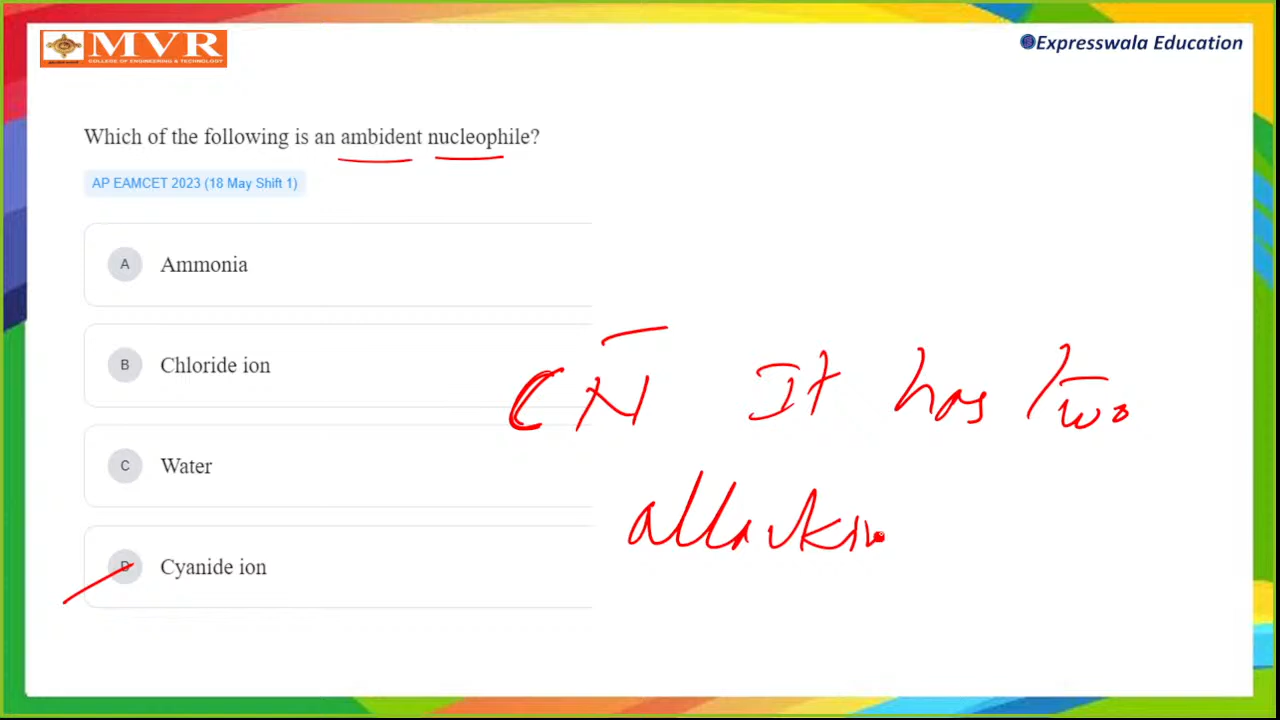 MVR
COLLEGE OF ENGINEERING & TECHNOLOGY
Expresswala Education
Which of the following is an ambident nucleophile?
AP EAMCET 2023 (18 May Shift 1)
A Ammonia
B Chloride ion
C Water
D Cyanide ion
CN̅ It has two
attackin